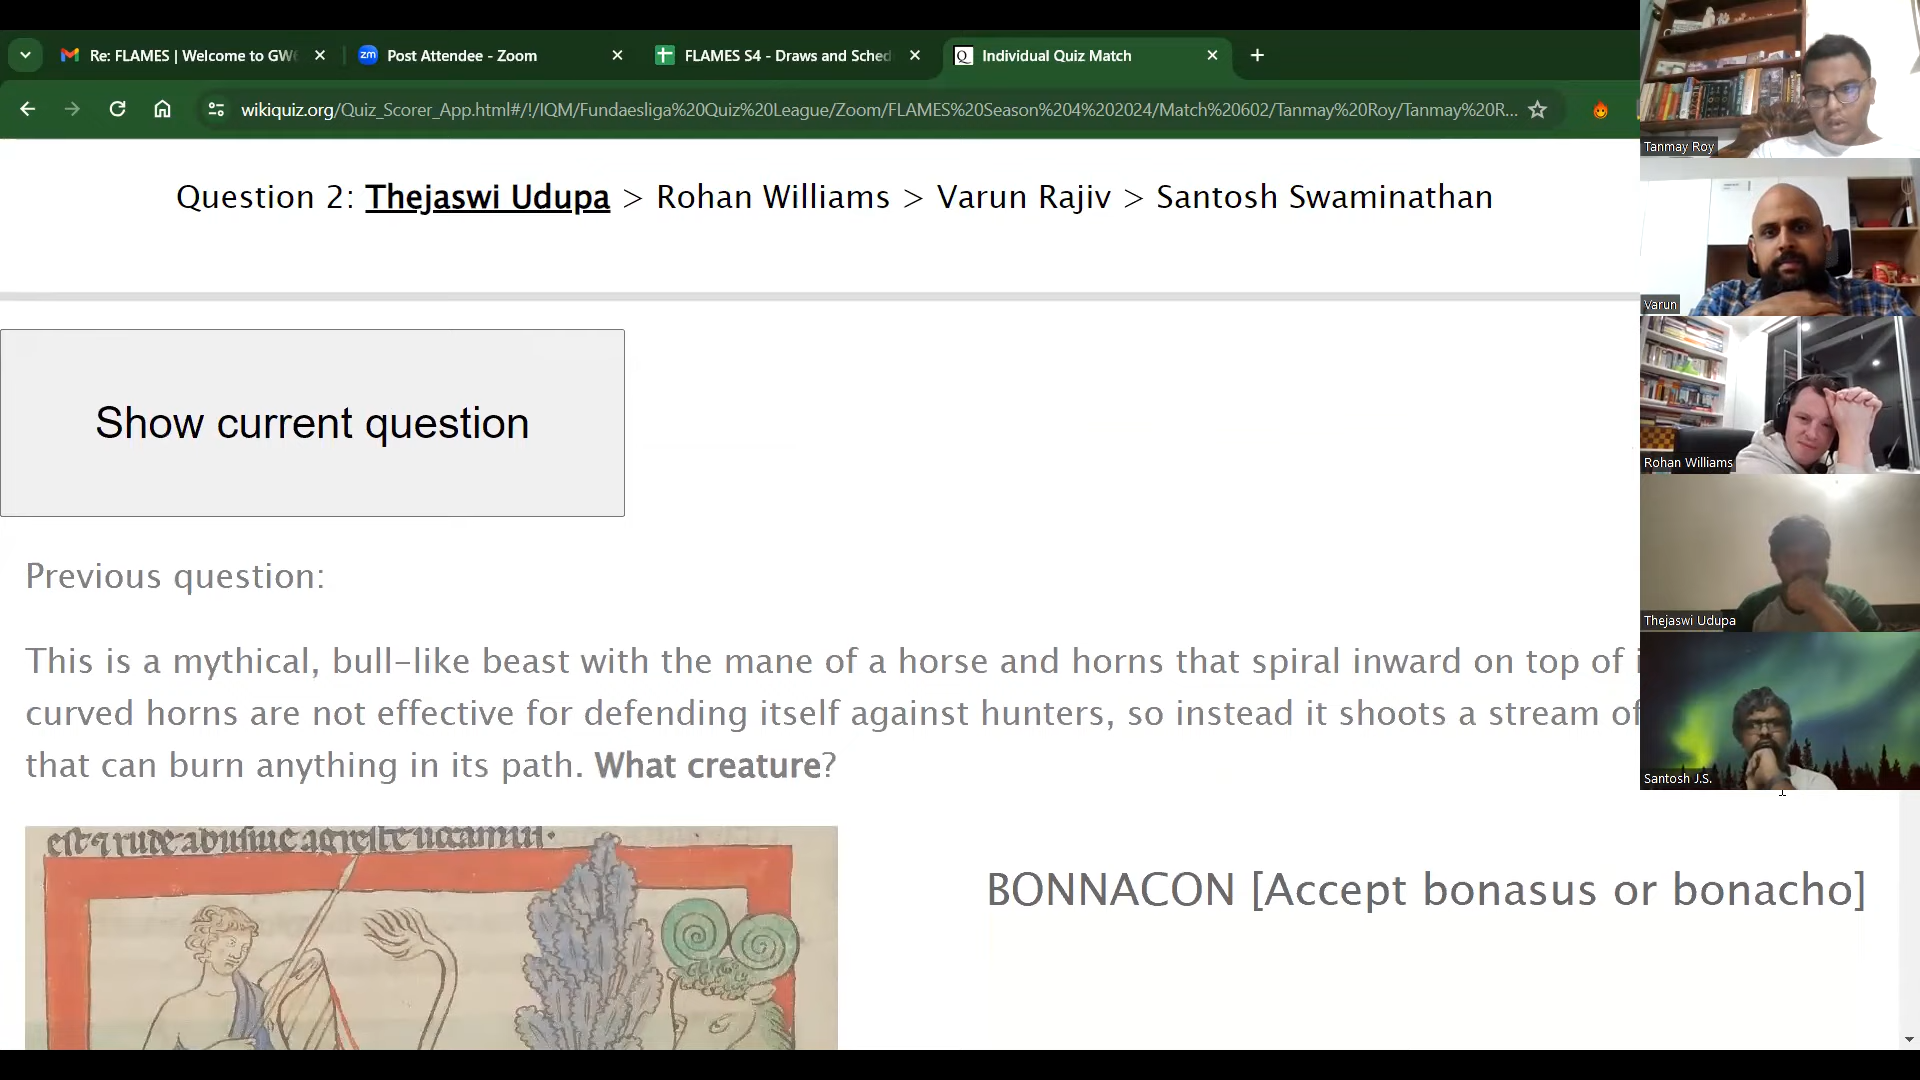 Re: FLAMES | Welcome to GW
zm Post Attendee - Zoom
FLAMES S4 - Draws and Sched
Q Individual Quiz Match
wikiquiz.org/Quiz_Scorer_App.html#/!/IQM/Fundaesliga%20Quiz%20League/Zoom/FLAMES%20Season%204%202024/Match%20602/Tanmay%20Roy/Tanmay%20R...
Question 2: Thejaswi Udupa > Rohan Williams > Varun Rajiv > Santosh Swaminathan
Show current question
Previous question:
This is a mythical, bull-like beast with the mane of a horse and horns that spiral inward on top of
curved horns are not effective for defending itself against hunters, so instead it shoots a stream of
that can burn anything in its path. What creature?
BONNACON [Accept bonasus or bonacho]
Tanmay Roy
Varun
Rohan Williams
Thejaswi Udupa
Santosh J.S.